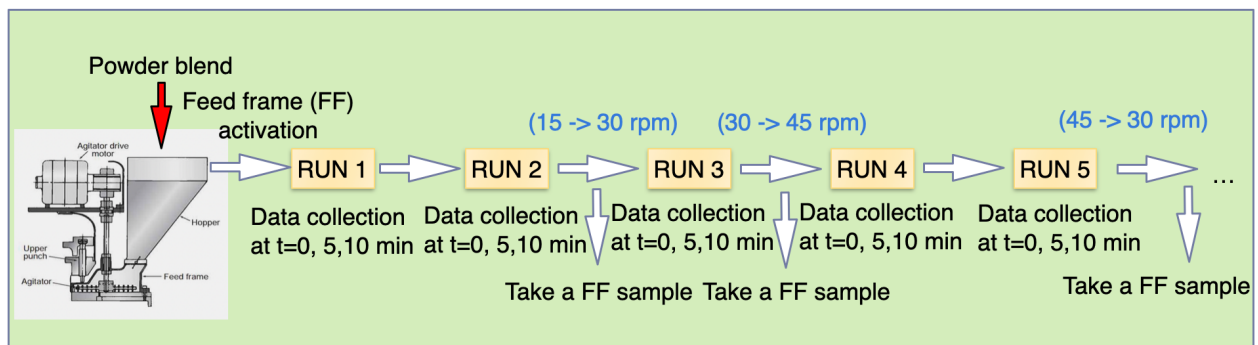 Powder blend
Feed frame (FF)
activation
(15 -> 30 rpm)
(30 -> 45 rpm)
(45 -> 30 rpm)
Agitator drive
motor
Hopper
Upper
punch
Feed frame
Agitator
RUN 1
RUN 2
RUN 3
RUN 4
RUN 5
...
Data collection
at t=0, 5,10 min
Data collection
at t=0, 5,10 min
Data collection
at t=0, 5,10 min
Data collection
at t=0, 5,10 min
Data collection
at t=0, 5,10 min
Take a FF sample
Take a FF sample
Take a FF sample